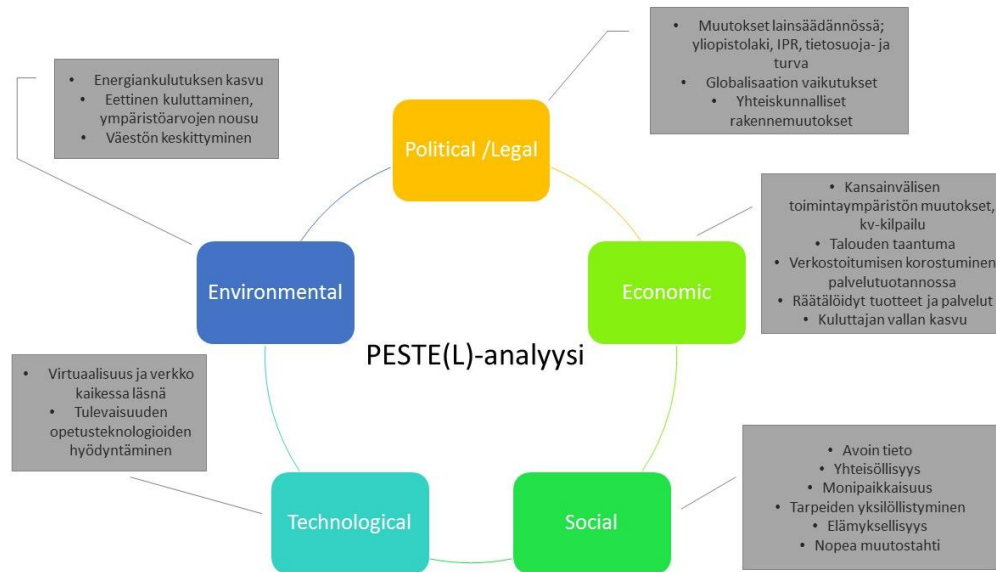 • Muutokset lainsäädännössä;
yliopistolaki, IPR, tietosuoja- ja
turva
• Globalisaation vaikutukset
• Yhteiskunnalliset
rakennemuutokset
• Energiankulutuksen kasvu
• Eettinen kuluttaminen,
ympäristöarvojen nousu
• Väestön keskittyminen
Political /Legal
• Kansainvälisen
toimintaympäristön muutokset,
kv-kilpailu
• Talouden taantuma
• Verkostoitumisen korostuminen
palvelutuotannossa
• Räätälöidyt tuotteet ja palvelut
• Kuluttajan vallan kasvu
Environmental
Economic
PESTE(L)-analyysi
• Virtuaalisuus ja verkko
kaikessa läsnä
• Tulevaisuuden
opetusteknologioiden
hyödyntäminen
• Avoin tieto
• Yhteisöllisyys
• Monipaikkaisuus
• Tarpeiden yksilöllistyminen
• Elämyksellisyys
• Nopea muutostahti
Technological
Social